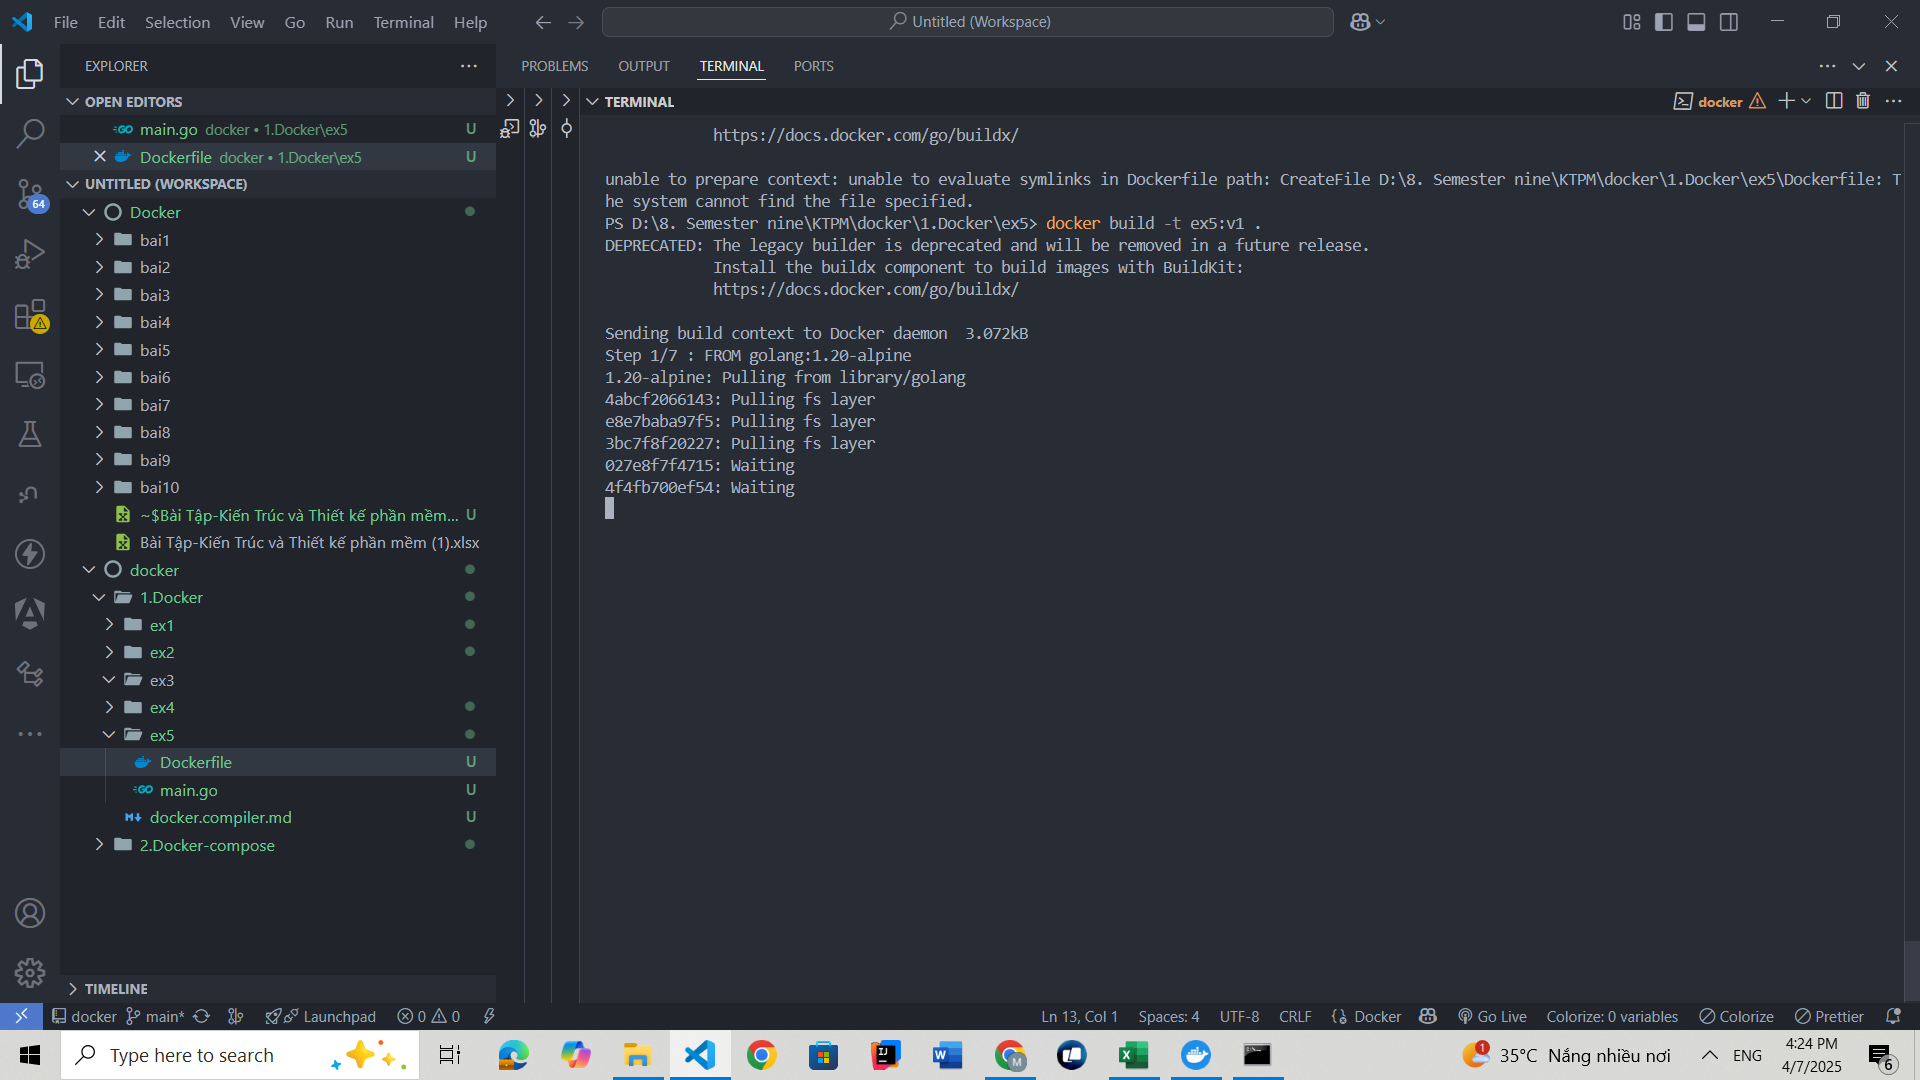 File Edit Selection View Go Run Terminal Help
Untitled (Workspace)
EXPLORER
OPEN EDITORS
main.go docker • 1.Docker\ex5 U
Dockerfile docker • 1.Docker\ex5 U
UNTITLED (WORKSPACE)
Docker
bai1
bai2
bai3
bai4
bai5
bai6
bai7
bai8
bai9
bai10
~$Bài Tập-Kiến Trúc và Thiết kế phần mềm... U
Bài Tập-Kiến Trúc và Thiết kế phần mềm (1).xlsx
docker
1.Docker
ex1
ex2
ex3
ex4
ex5
Dockerfile U
main.go U
docker.compiler.md U
2.Docker-compose
TIMELINE
64
PROBLEMS OUTPUT TERMINAL PORTS
TERMINAL
docker
https://docs.docker.com/go/buildx/
unable to prepare context: unable to evaluate symlinks in Dockerfile path: CreateFile D:\8. Semester nine\KTPM\docker\1.Docker\ex5\Dockerfile: T
he system cannot find the file specified.
PS D:\8. Semester nine\KTPM\docker\1.Docker\ex5> docker build -t ex5:v1 .
DEPRECATED: The legacy builder is deprecated and will be removed in a future release.
Install the buildx component to build images with BuildKit:
https://docs.docker.com/go/buildx/
Sending build context to Docker daemon  3.072kB
Step 1/7 : FROM golang:1.20-alpine
1.20-alpine: Pulling from library/golang
4abcf2066143: Pulling fs layer
e8e7baba97f5: Pulling fs layer
3bc7f8f20227: Pulling fs layer
027e8f7f4715: Waiting
4f4fb700ef54: Waiting
docker main* Launchpad 0 0
Ln 13, Col 1 Spaces: 4 UTF-8 CRLF Docker Go Live Colorize: 0 variables Colorize Prettier
Type here to search
1 35°C Nắng nhiều nơi ENG
4:24 PM
4/7/2025
6